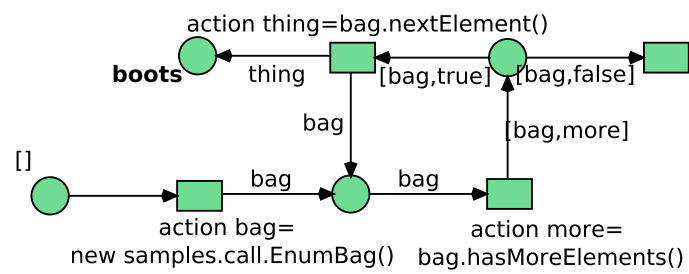 action thing=bag.nextElement()
boots
thing
[bag,true]
[bag,false]
bag
[bag,more]
[]
bag
bag
action bag=
new samples.call.EnumBag()
action more=
bag.hasMoreElements()